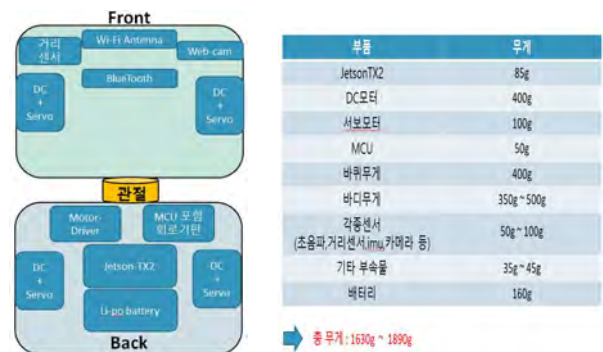 Front
거리
센서
Wi-Fi Antenna
Web-cam
BlueTooth
DC
+
Servo
DC
+
Servo
관절
Motor-
Driver
MCU 포함
회로기판
DC
+
Servo
Jetson-TX2
DC
+
Servo
Li-po battery
Back
부품 무게
JetsonTX2 85g
DC모터 400g
서보모터 100g
MCU 50g
바퀴무게 400g
바디무게 350g ~ 500g
각종센서
(초음파,거리센서,imu,카메라 등) 50g ~ 100g
기타 부속물 35g ~ 45g
배터리 160g
총 무게 : 1630g ~ 1890g